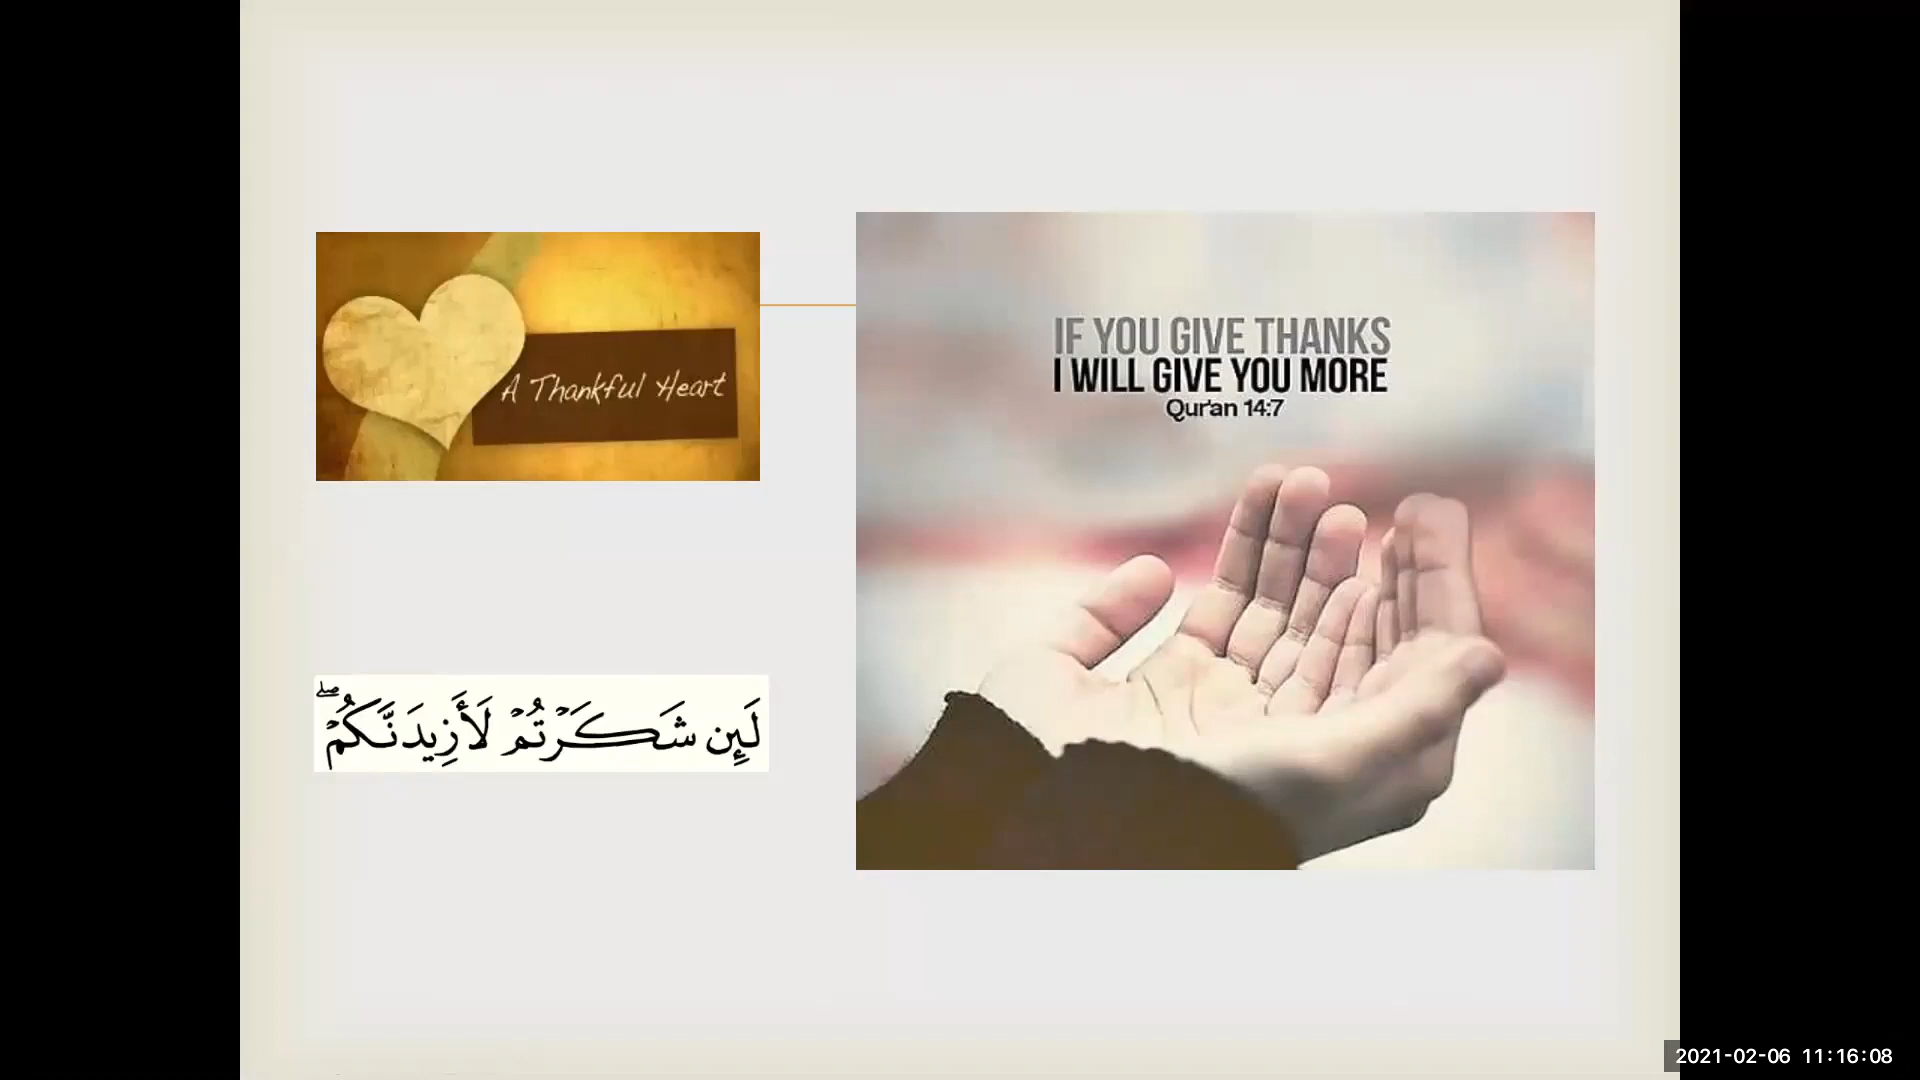 A Thankful Heart
لَئِن شَكَرْتُمْ لَأَزِيدَنَّكُمْ ۖ
IF YOU GIVE THANKS
I WILL GIVE YOU MORE
Qur'an 14:7
2021-02-06 11:16:08